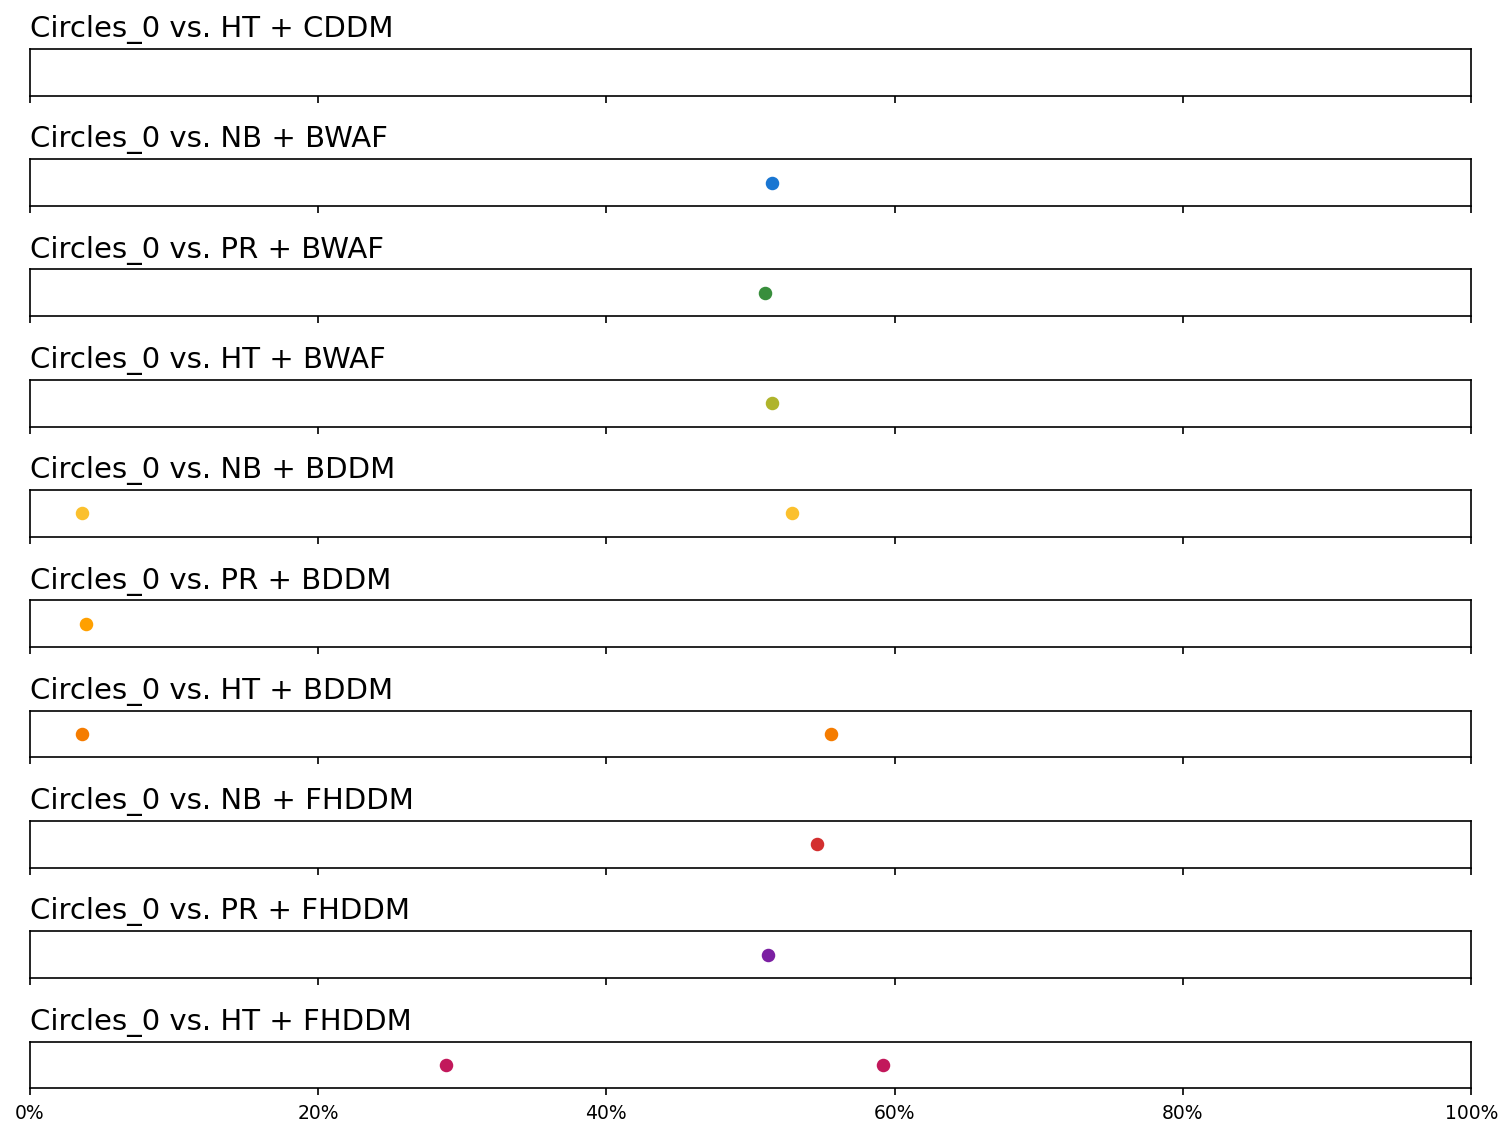 Circles_0 vs. HT + CDDM
Circles_0 vs. NB + BWAF
Circles_0 vs. PR + BWAF
Circles_0 vs. HT + BWAF
Circles_0 vs. NB + BDDM
Circles_0 vs. PR + BDDM
Circles_0 vs. HT + BDDM
Circles_0 vs. NB + FHDDM
Circles_0 vs. PR + FHDDM
Circles_0 vs. HT + FHDDM
0% 20% 40% 60% 80% 100%